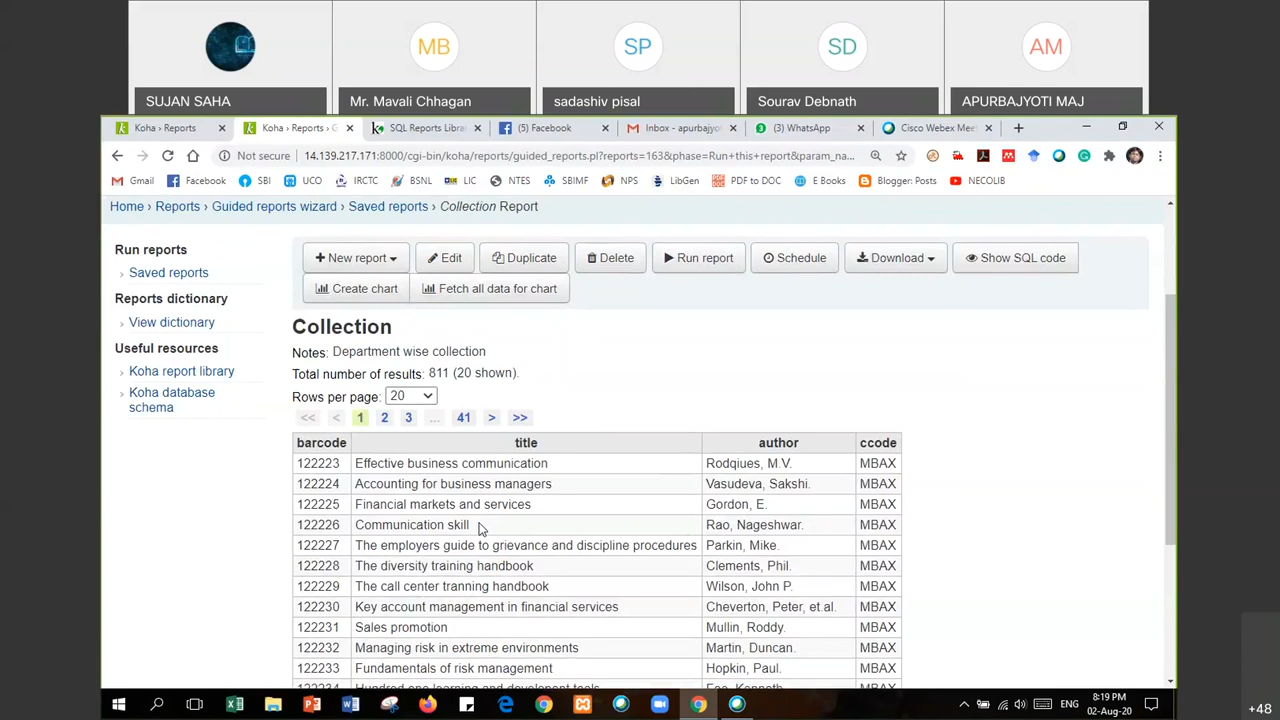 MB
SP
SD
AM
SUJAN SAHA
Mr. Mavali Chhagan
sadashiv pisal
Sourav Debnath
APURBAJYOTI MAJ
Koha › Reports
Koha › Reports › G
SQL Reports Libra
(5) Facebook
Inbox - apurbajyo
(3) WhatsApp
Cisco Webex Mee
Not secure
14.139.217.171:8000/cgi-bin/koha/reports/guided_reports.pl?reports=163&phase=Run+this+report&param_na...
Gmail
Facebook
SBI
UCO
IRCTC
BSNL
LIC
NTES
SBIMF
NPS
LibGen
PDF to DOC
E Books
Blogger: Posts
NECOLIB
Home › Reports › Guided reports wizard › Saved reports › Collection Report
Run reports
Saved reports
Reports dictionary
View dictionary
Useful resources
Koha report library
Koha database
schema
New report
Edit
Duplicate
Delete
Run report
Schedule
Download
Show SQL code
Create chart
Fetch all data for chart
Collection
Notes: Department wise collection
Total number of results: 811 (20 shown).
Rows per page: 20
<< < 1 2 3 ... 41 > >>
barcode title author ccode
122223 Effective business communication Rodqiues, M.V. MBAX
122224 Accounting for business managers Vasudeva, Sakshi. MBAX
122225 Financial markets and services Gordon, E. MBAX
122226 Communication skill Rao, Nageshwar. MBAX
122227 The employers guide to grievance and discipline procedures Parkin, Mike. MBAX
122228 The diversity training handbook Clements, Phil. MBAX
122229 The call center tranning handbook Wilson, John P. MBAX
122230 Key account management in financial services Cheverton, Peter, et.al. MBAX
122231 Sales promotion Mullin, Roddy. MBAX
122232 Managing risk in extreme environments Martin, Duncan. MBAX
122233 Fundamentals of risk management Hopkin, Paul. MBAX
122234 Hundred one learning and development tools MBAX
ENG
8:19 PM
02-Aug-20
+48